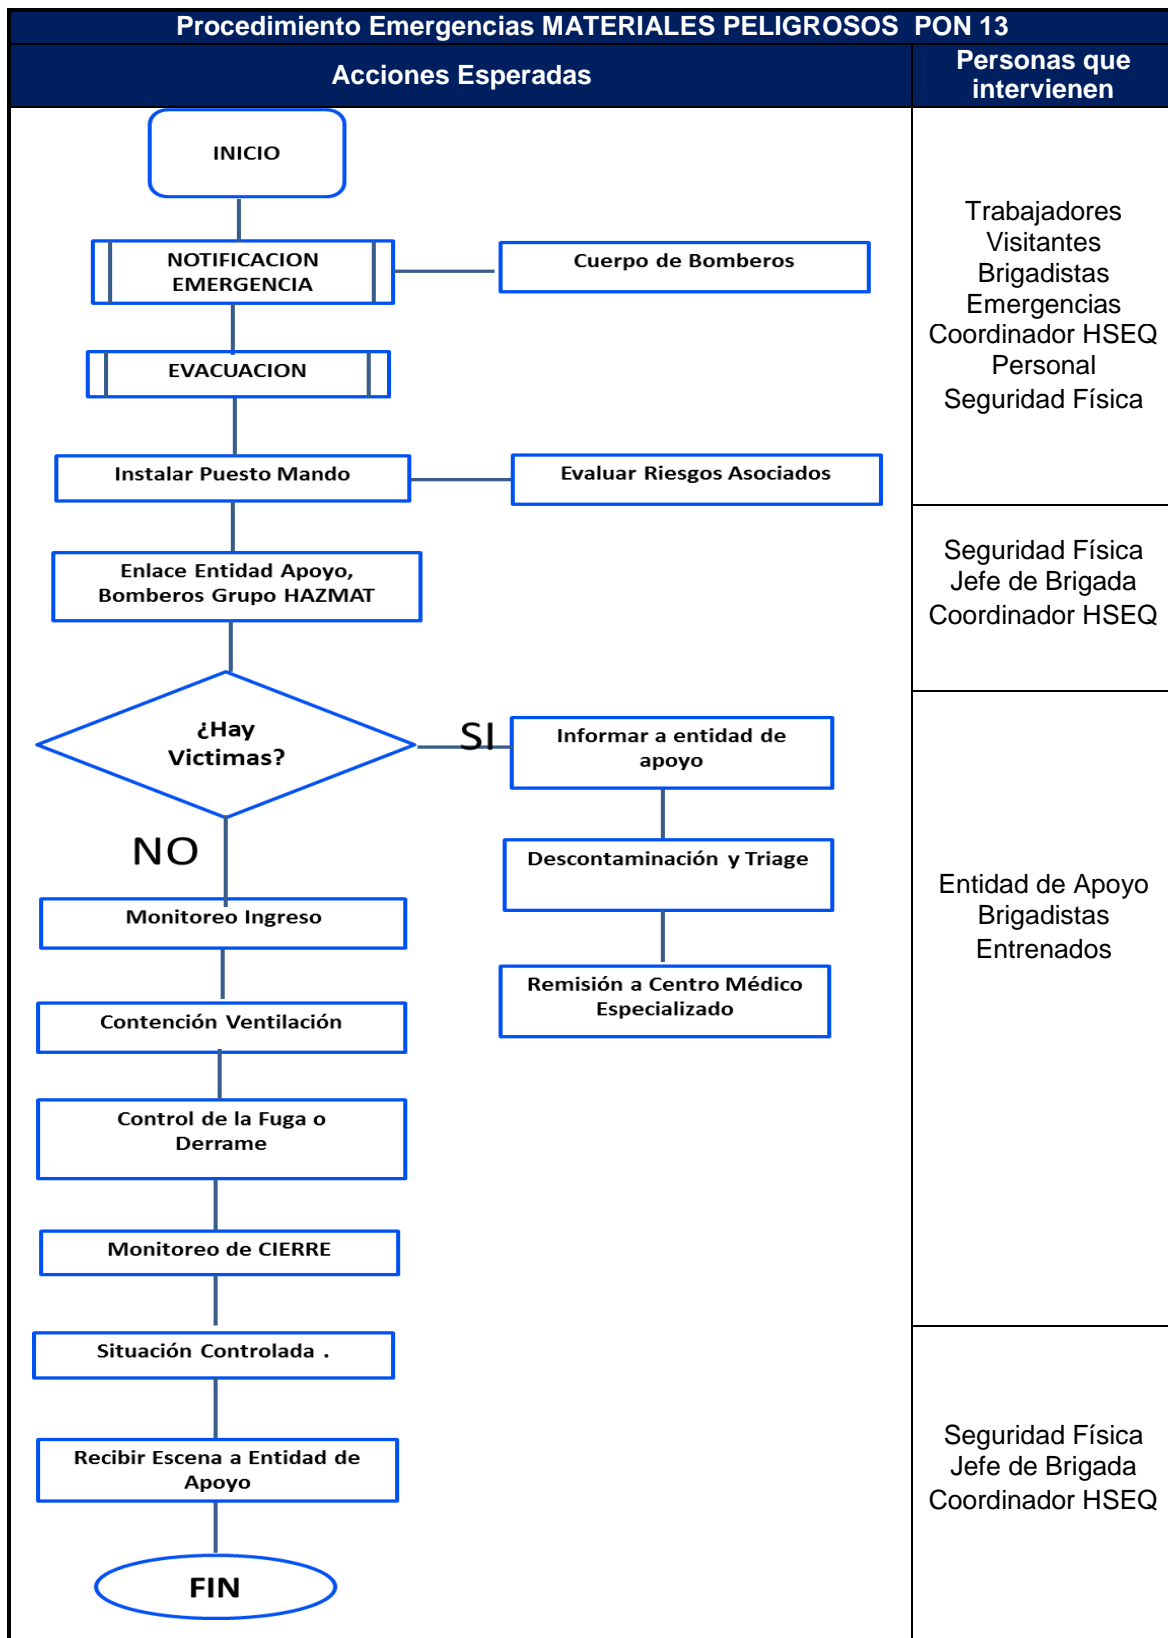 Procedimiento Emergencias MATERIALES PELIGROSOS PON 13
Acciones Esperadas
Personas que
intervienen
INICIO
NOTIFICACION
EMERGENCIA
Cuerpo de Bomberos
EVACUACION
Instalar Puesto Mando
Evaluar Riesgos Asociados
Trabajadores
Visitantes
Brigadistas
Emergencias
Coordinador HSEQ
Personal
Seguridad Física
Enlace Entidad Apoyo,
Bomberos Grupo HAZMAT
Seguridad Física
Jefe de Brigada
Coordinador HSEQ
¿Hay
Victimas?
SI
Informar a entidad de
apoyo
NO
Descontaminación y Triage
Remisión a Centro Médico
Especializado
Monitoreo Ingreso
Contención Ventilación
Control de la Fuga o
Derrame
Monitoreo de CIERRE
Entidad de Apoyo
Brigadistas
Entrenados
Situación Controlada .
Recibir Escena a Entidad de
Apoyo
FIN
Seguridad Física
Jefe de Brigada
Coordinador HSEQ